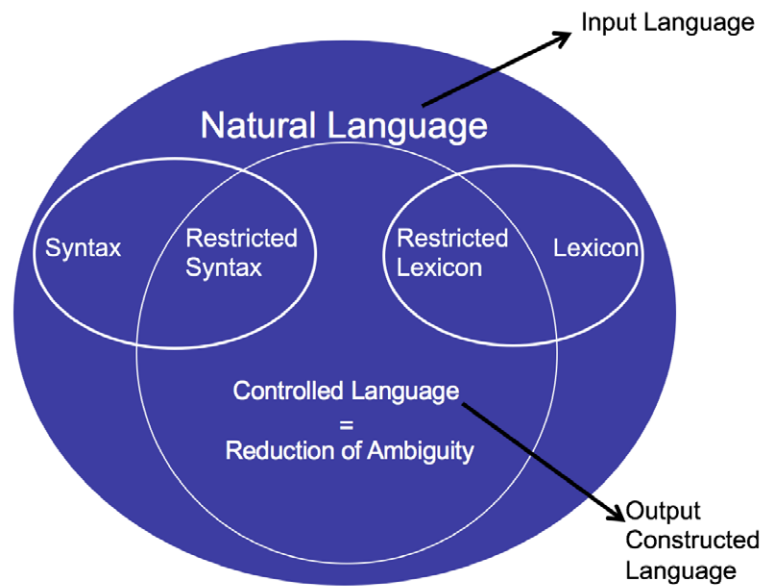 Input Language
Natural Language
Syntax
Restricted
Syntax
Restricted
Lexicon
Lexicon
Controlled Language
=
Reduction of Ambiguity
Output
Constructed
Language